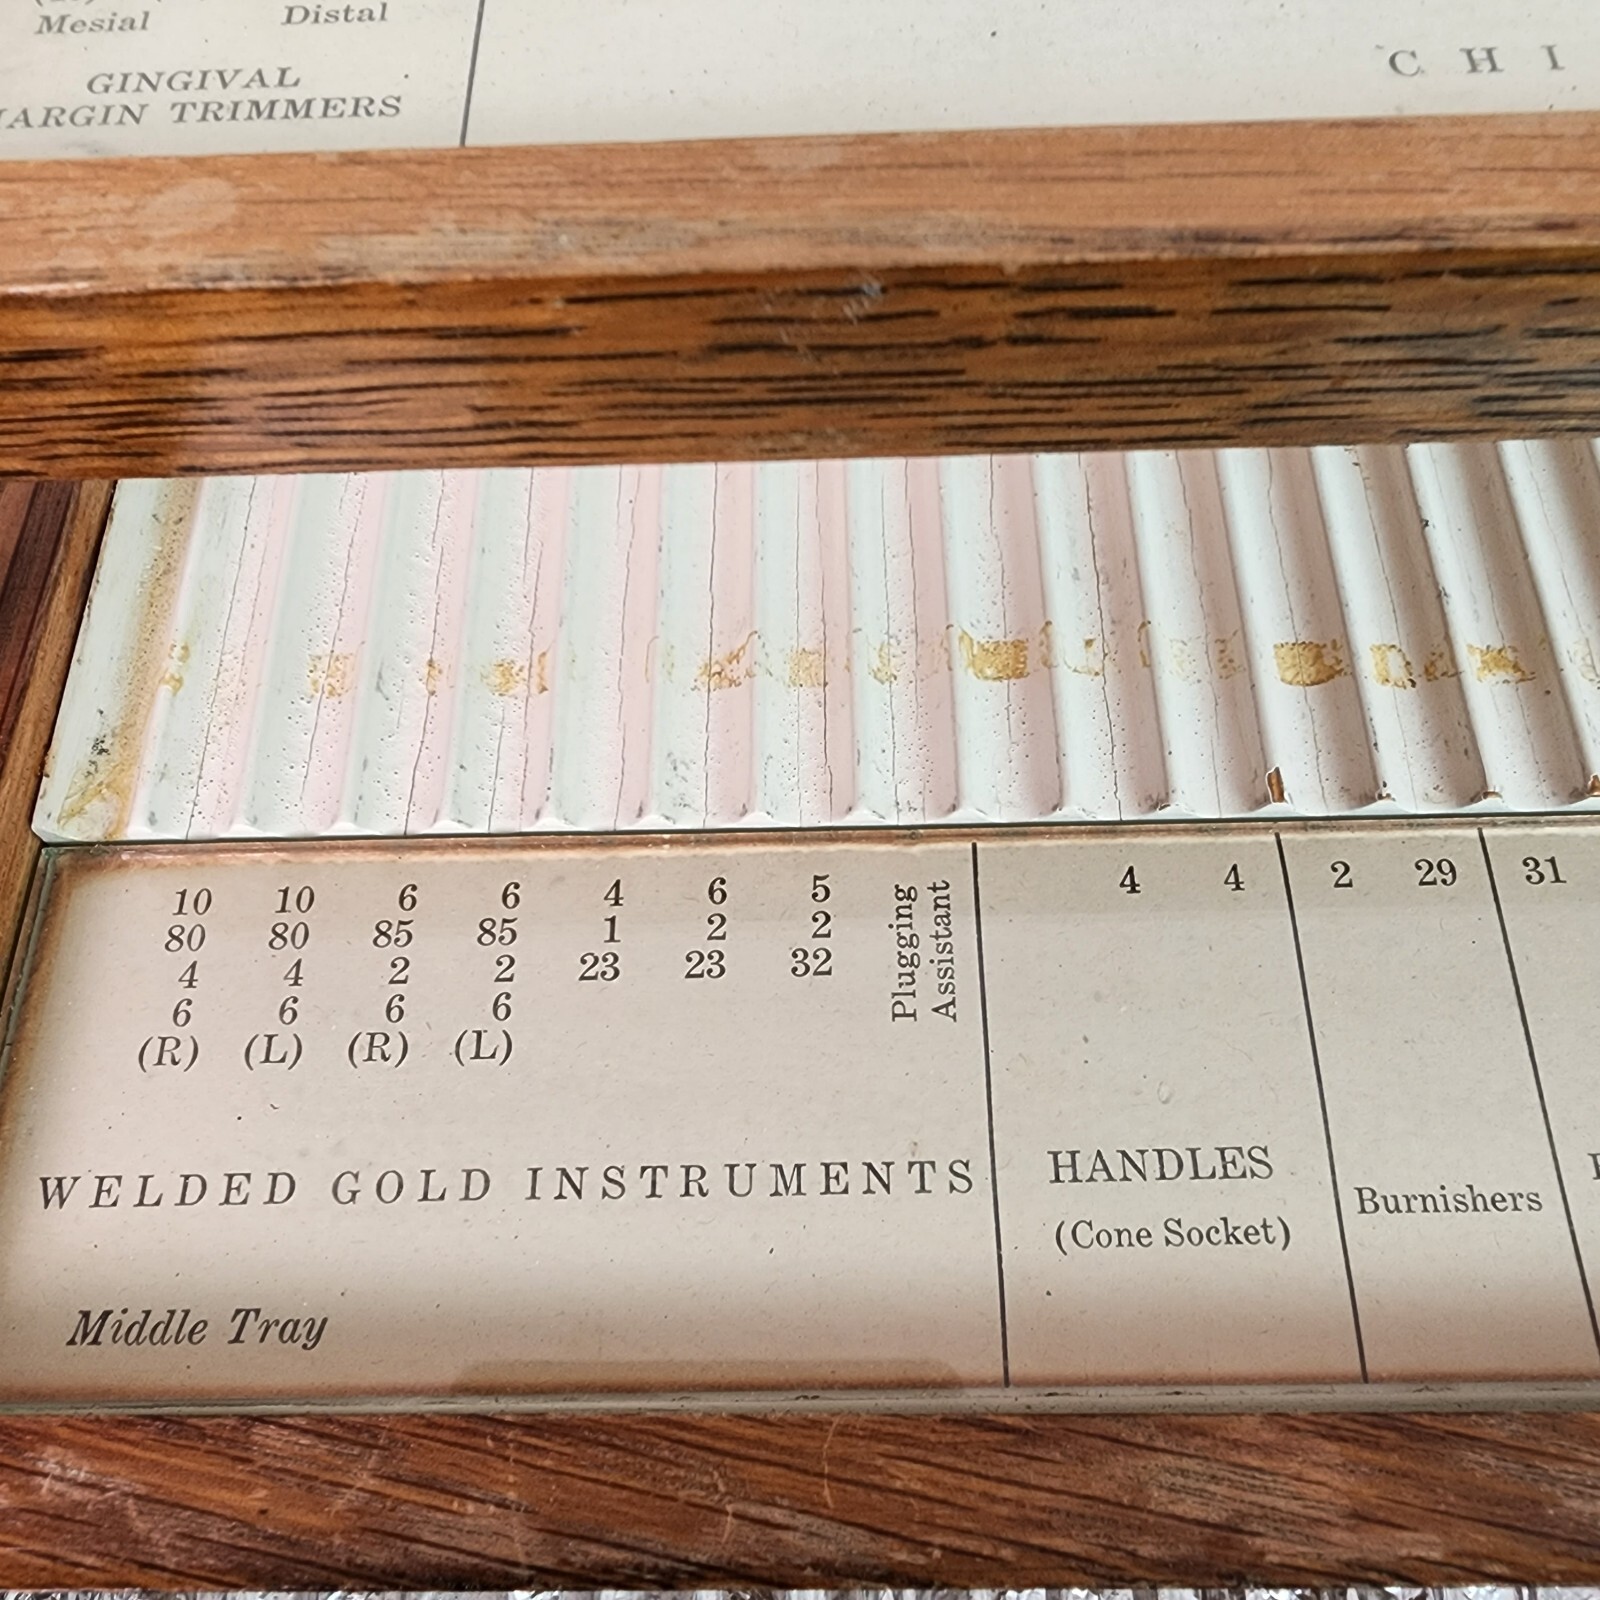 Mesial Distal
GINGIVAL
MARGIN TRIMMERS
C H I
10 10 6 6 4 6 5 Plugging Assistant 4 4 2 29 31
80 80 85 85 1 2 2
4 4 2 2 23 23 32
6 6 6 6
(R) (L) (R) (L)
WELDED GOLD INSTRUMENTS
HANDLES
(Cone Socket)
Burnishers
Middle Tray